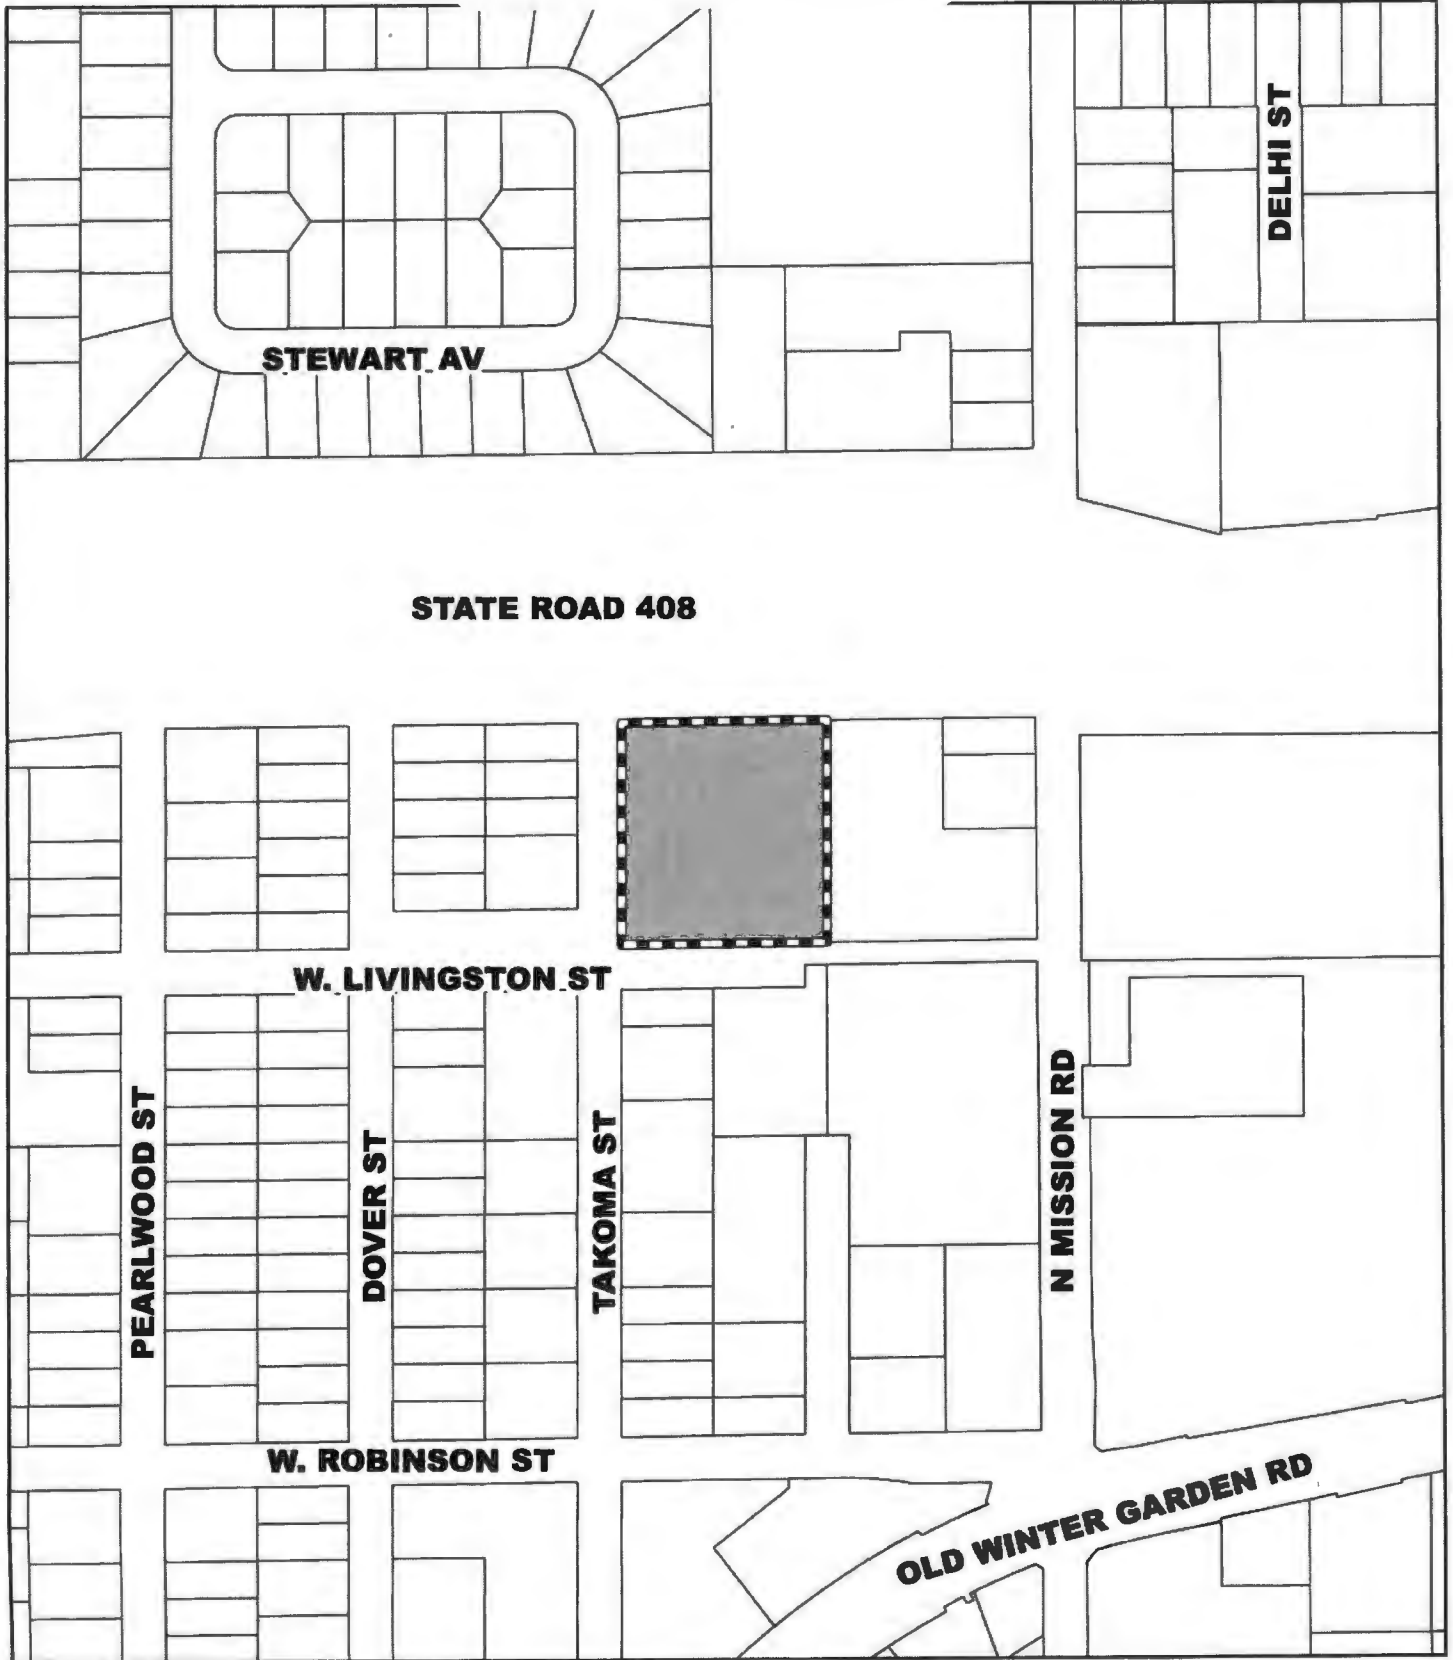 DELHI ST
STEWART AV
STATE ROAD 408
W. LIVINGSTON ST
PEARLWOOD ST
DOVER ST
TAKOMA ST
N MISSION RD
W. ROBINSON ST
OLD WINTER GARDEN RD